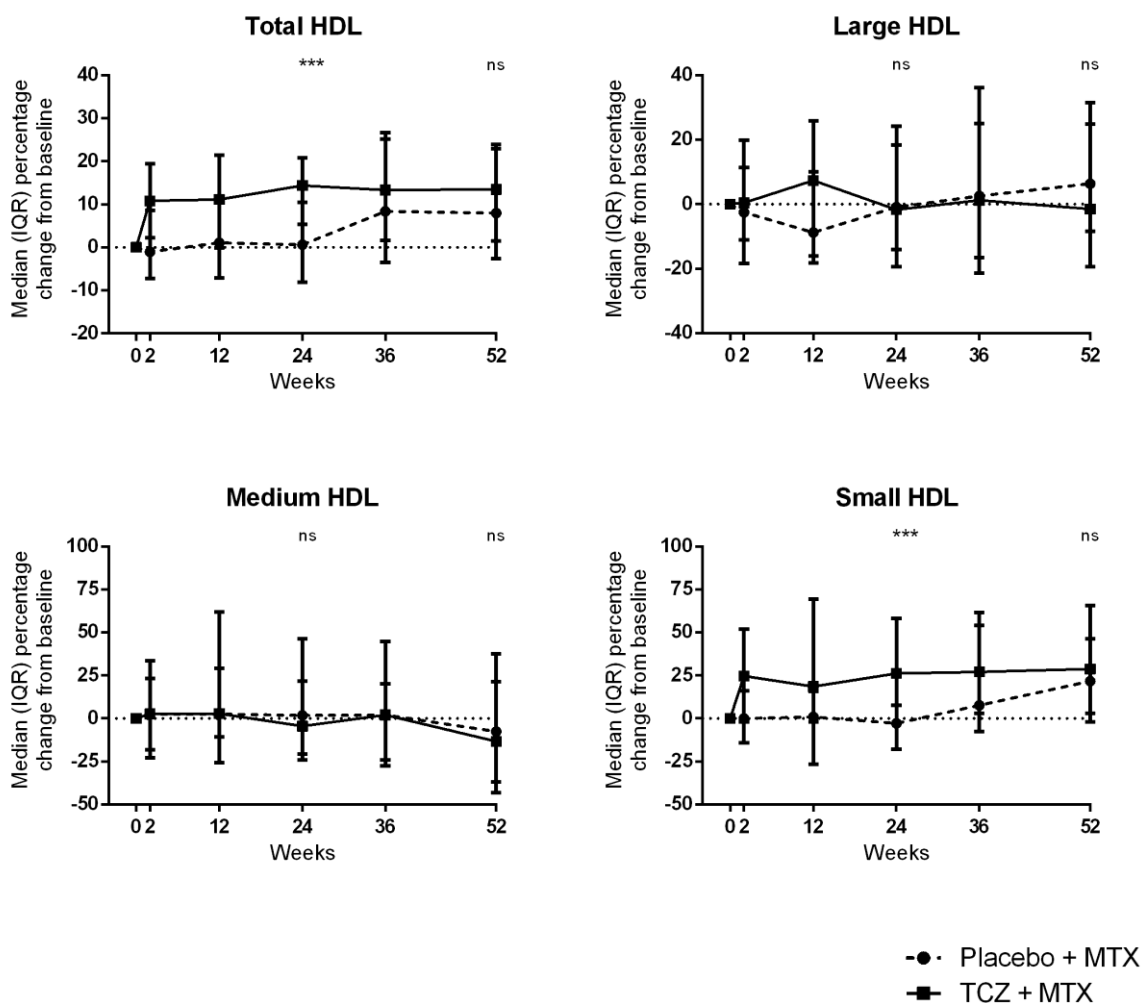 Total HDL
*** ns
Median (IQR) percentage
change from baseline
40
30
20
10
0
-10
-20
0 2 12 24 36 52
Weeks
Large HDL
ns ns
Median (IQR) percentage
change from baseline
40
20
0
-20
-40
0 2 12 24 36 52
Weeks
Medium HDL
ns ns
Median (IQR) percentage
change from baseline
100
75
50
25
0
-25
-50
0 2 12 24 36 52
Weeks
Small HDL
*** ns
Median (IQR) percentage
change from baseline
100
75
50
25
0
-25
-50
0 2 12 24 36 52
Weeks
Placebo + MTX
TCZ + MTX